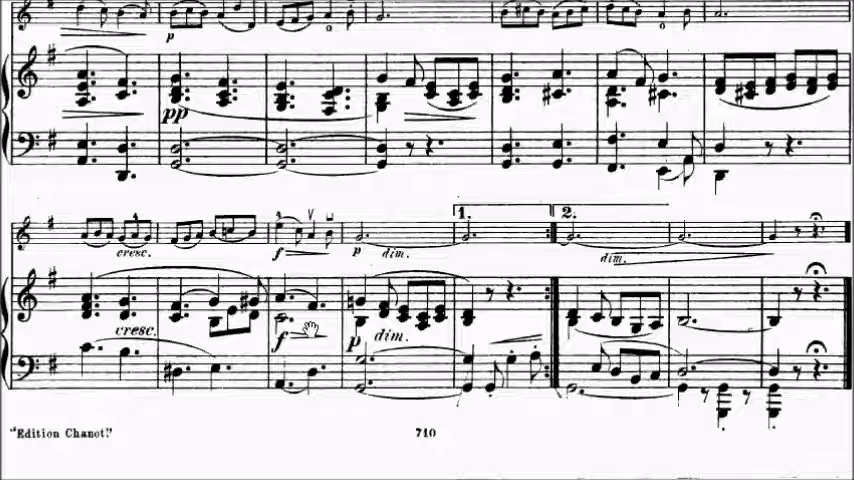 p
pp
1. 2.
cresc. f p dim. dim.
cresc. f p dim.
"Edition Chanot." 710